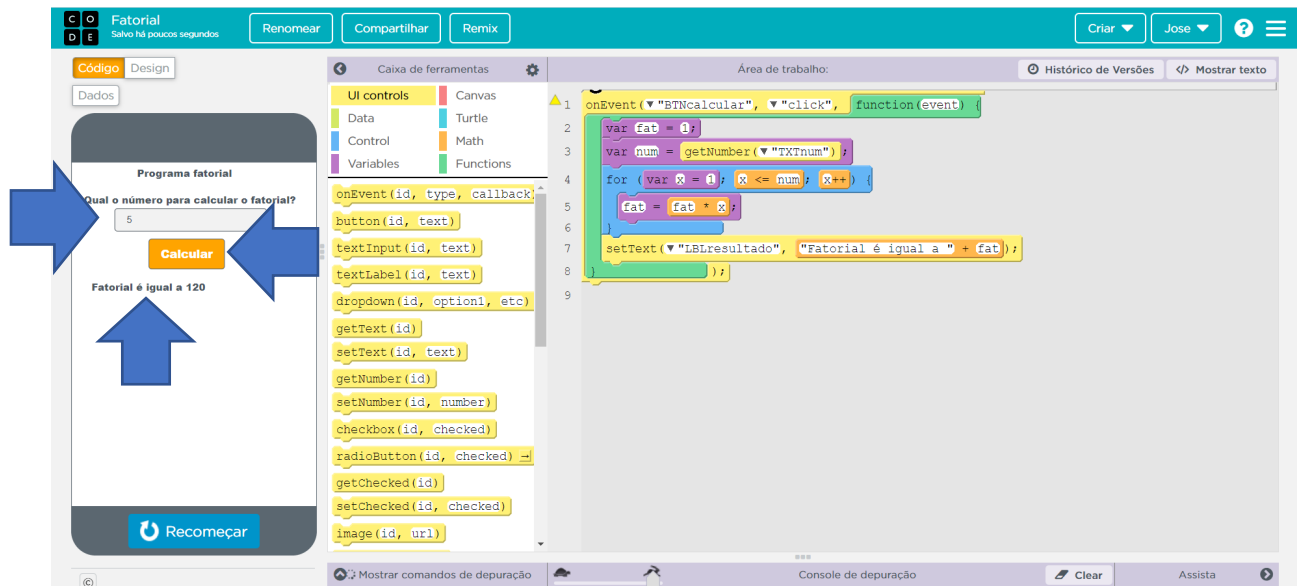 CODE
Fatorial
Salvo há poucos segundos
Renomear
Compartilhar
Remix
Criar
Jose
?
Código
Design
Dados
Programa fatorial
Qual o número para calcular o fatorial?
5
Calcular
Fatorial é igual a 120
Recomeçar
©
Caixa de ferramentas
UI controls
Canvas
Data
Turtle
Control
Math
Variables
Functions
onEvent(id, type, callback)
button(id, text)
textInput(id, text)
textLabel(id, text)
dropdown(id, option1, etc)
getText(id)
setText(id, text)
getNumber(id)
setNumber(id, number)
checkbox(id, checked)
radioButton(id, checked)
getChecked(id)
setChecked(id, checked)
image(id, url)
Mostrar comandos de depuração
Área de trabalho:
Histórico de Versões
</> Mostrar texto
1 onEvent(▼"BTNcalcular", ▼"click", function(event) {
2 var fat = 1;
3 var num = getNumber(▼"TXTnum");
4 for (var x = 1; x <= num; x++) {
5 fat = fat * x;
6 }
7 setText(▼"LBLresultado", "Fatorial é igual a " + fat);
8 });
9
Console de depuração
Clear
Assista